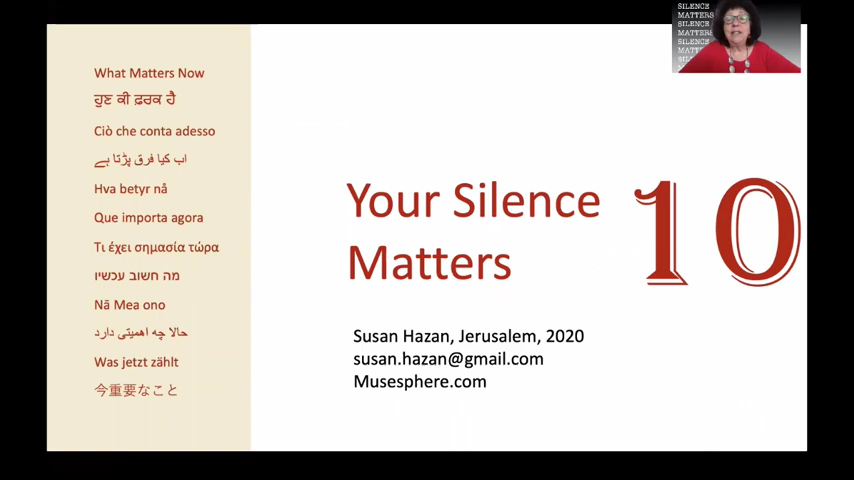 What Matters Now
ਹੁਣ ਕੀ ਫ਼ਰਕ ਹੈ
Ciò che conta adesso
اب کیا فرق پڑتا ہے
Hva betyr nå
Que importa agora
Τι έχει σημασία τώρα
מה חשוב עכשיו
Nā Mea ono
حالا چه اهمیتی دارد
Was jetzt zählt
今重要なこと
Your Silence
Matters
10
Susan Hazan, Jerusalem, 2020
susan.hazan@gmail.com
Musesphere.com
SILENCE
MATTERS
SILENCE
MATTERS
SILENCE